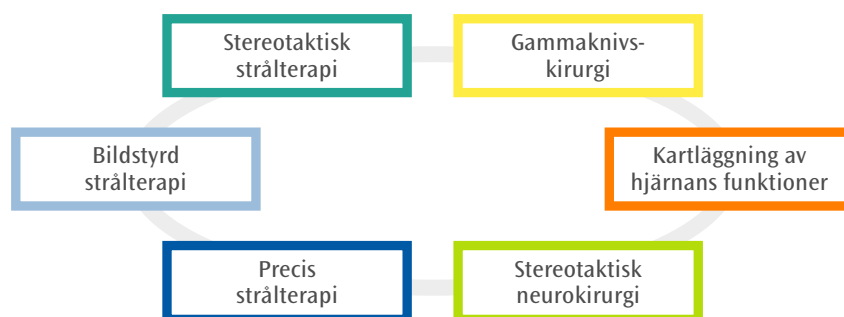 Stereotaktisk
strålterapi
Gammaknivs-
kirurgi
Bildstyrd
strålterapi
Kartläggning av
hjärnans funktioner
Precis
strålterapi
Stereotaktisk
neurokirurgi